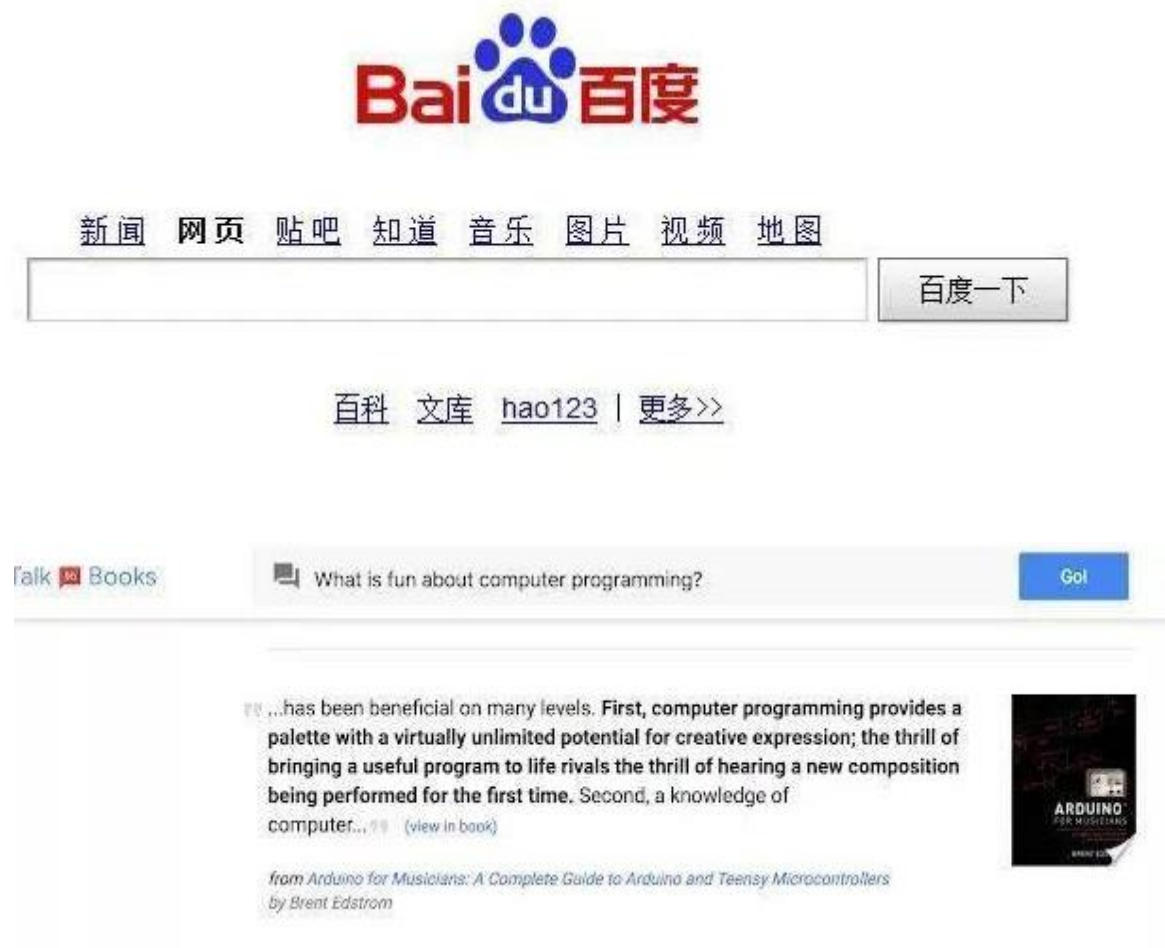 Bai du 百度
新闻 网页 贴吧 知道 音乐 图片 视频 地图
百度一下
百科 文库 hao123 | 更多>>
Talk to Books
What is fun about computer programming?
Go!
...has been beneficial on many levels. First, computer programming provides a
palette with a virtually unlimited potential for creative expression; the thrill of
bringing a useful program to life rivals the thrill of hearing a new composition
being performed for the first time. Second, a knowledge of
computer... (view in book)
ARDUINO
FOR MUSICIANS
from Arduino for Musicians: A Complete Guide to Arduino and Teensy Microcontrollers
by Brent Edstrom